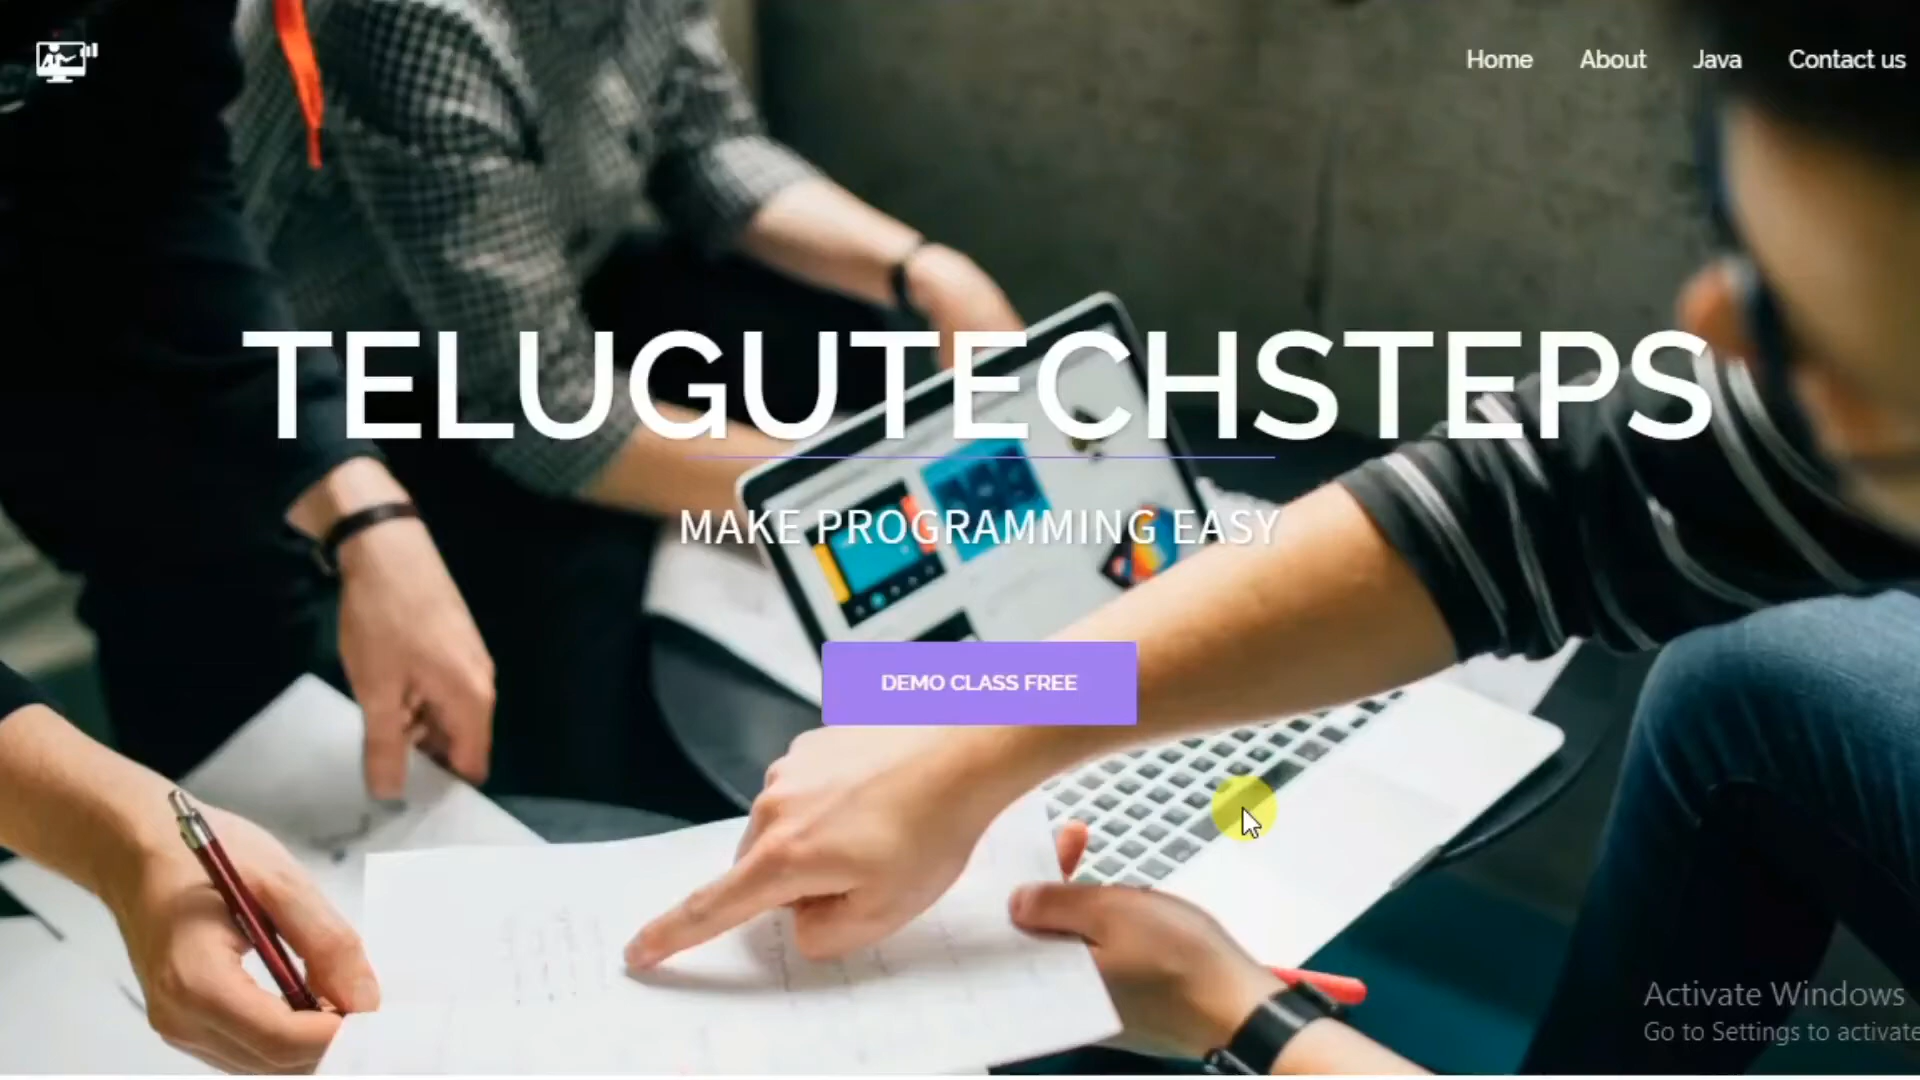 Home About Java Contact us
TELUGUTECHSTEPS
MAKE PROGRAMMING EASY
DEMO CLASS FREE
Activate Windows
Go to Settings to activate